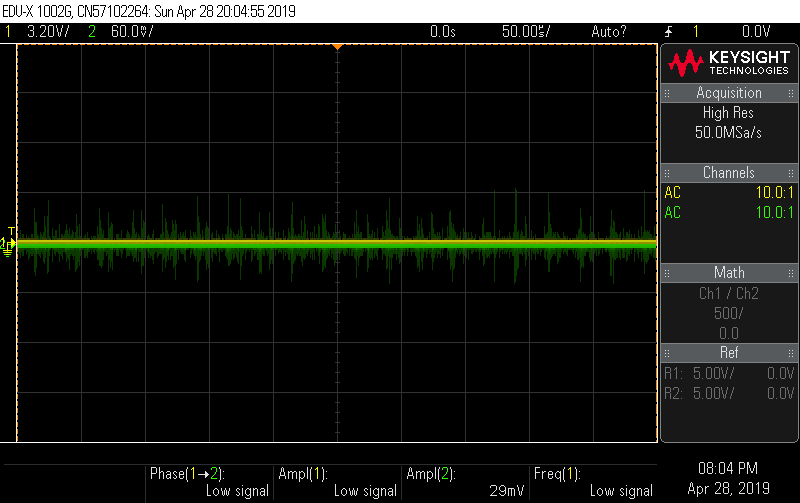 EDU-X 1002G, CN57102264: Sun Apr 28 20:04:55 2019
1 3.20V/ 2 60.0mV/ 0.0s 50.00us/ Auto? 1 0.0V
KEYSIGHT
TECHNOLOGIES
Acquisition
High Res
50.0MSa/s
Channels
AC 10.0:1
AC 10.0:1
T
Math
Ch1 / Ch2
500/
0.0
Ref
R1: 5.00V/ 0.0V
R2: 5.00V/ 0.0V
Phase(1→2): Ampl(1): Ampl(2): Freq(1):
Low signal Low signal 29mV Low signal
08:04 PM
Apr 28, 2019